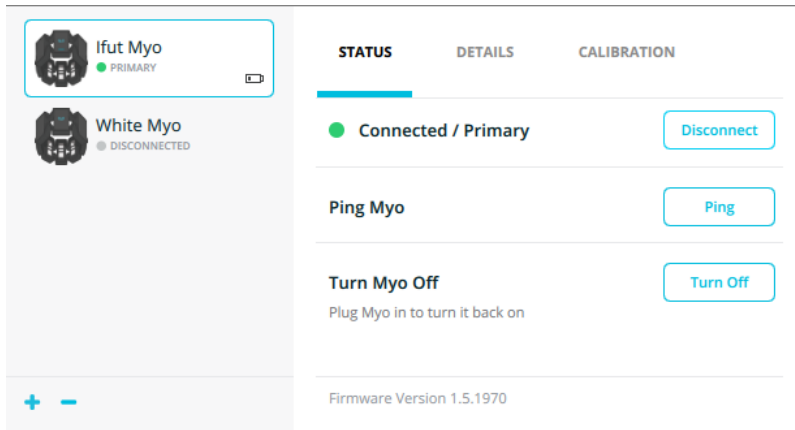 Ifut Myo
PRIMARY
White Myo
DISCONNECTED
STATUS DETAILS CALIBRATION
Connected / Primary Disconnect
Ping Myo Ping
Turn Myo Off Turn Off
Plug Myo in to turn it back on
Firmware Version 1.5.1970